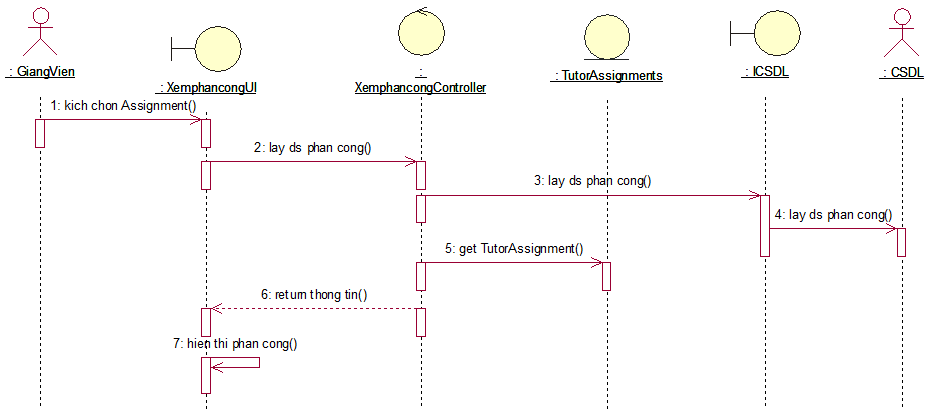 : GiangVien
: XemphancongUI
:
XemphancongController
: TutorAssignments
: ICSDL
: CSDL
1: kich chon Assignment()
2: lay ds phan cong()
3: lay ds phan cong()
4: lay ds phan cong()
5: get TutorAssignment()
6: return thong tin()
7: hien thi phan cong()